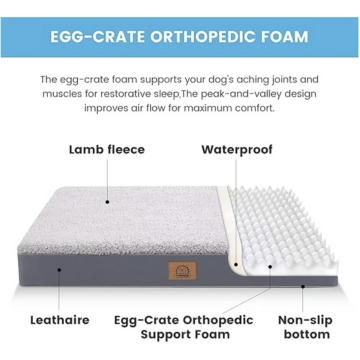 EGG-CRATE ORTHOPEDIC FOAM
The egg-crate foam supports your dog's aching joints and
muscles for restorative sleep,The peak-and-valley design
improves air flow for maximum comfort.
Lamb fleece
Waterproof
Leathaire
Egg-Crate Orthopedic
Support Foam
Non-slip
bottom